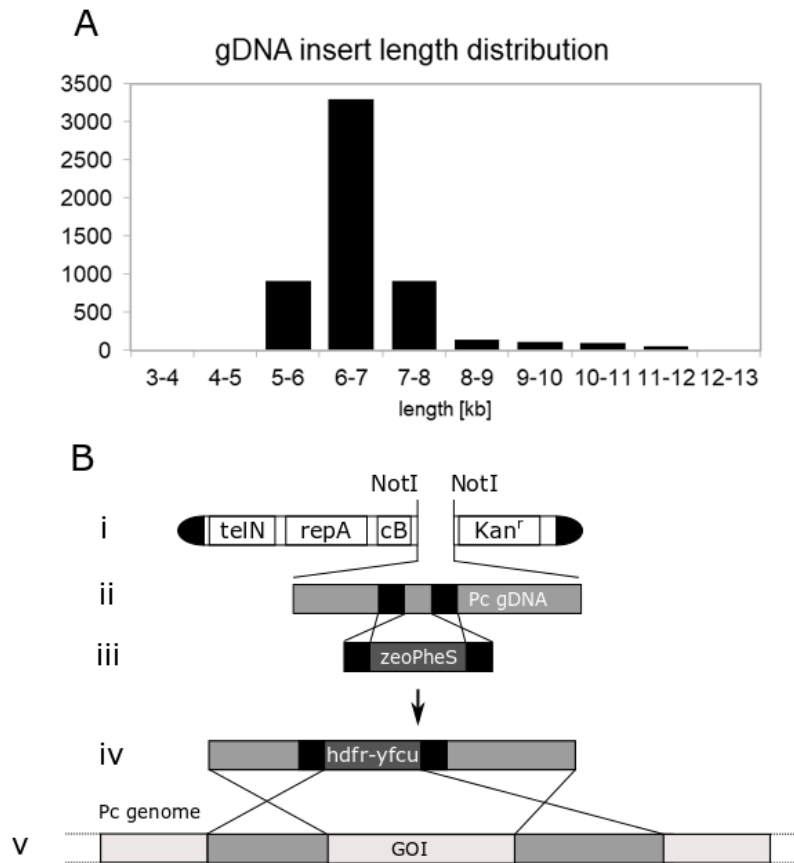 A
gDNA insert length distribution
3500
3000
2500
2000
1500
1000
500
0
3-4 4-5 5-6 6-7 7-8 8-9 9-10 10-11 11-12 12-13
length [kb]
B
NotI NotI
i telN repA cB Kanʳ
ii Pc gDNA
iii zeoPheS
iv hdfr-yfcu
Pc genome
v GOI